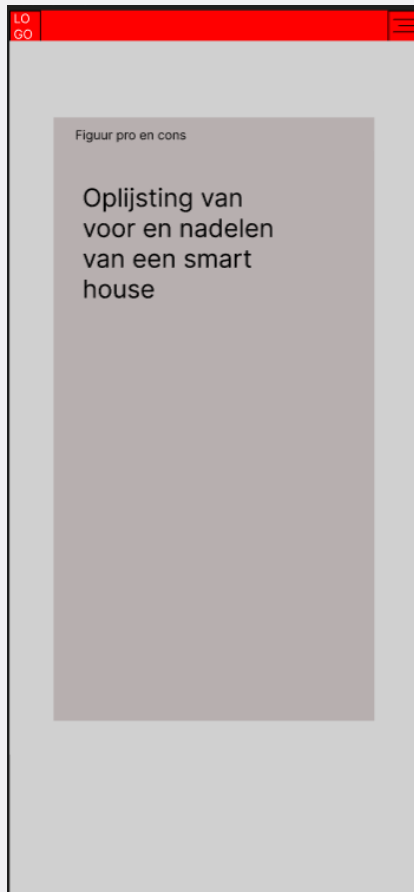 LO
GO
Figuur pro en cons
Oplijsting van
voor en nadelen
van een smart
house